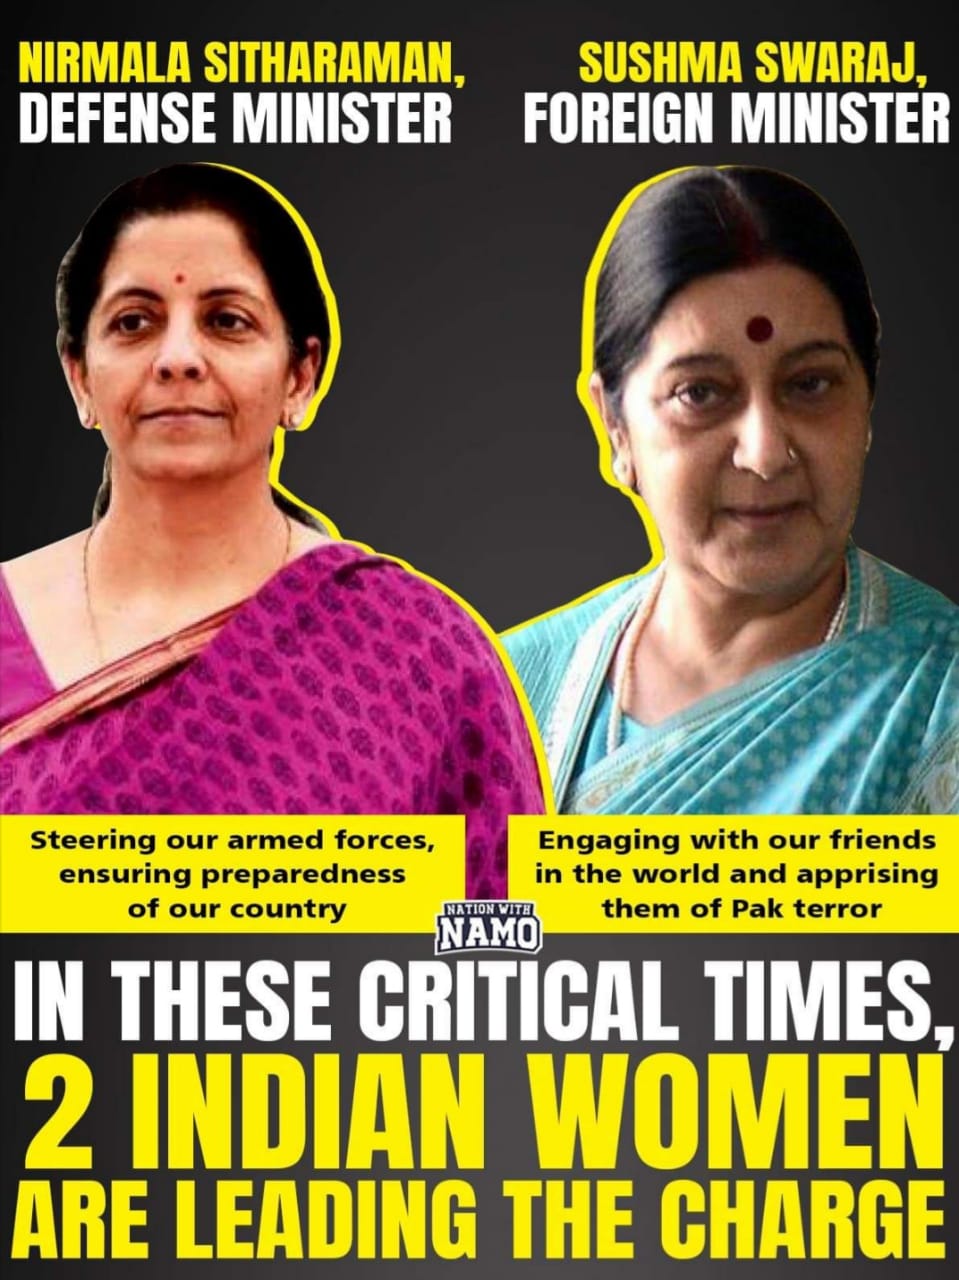 NIRMALA SITHARAMAN,
DEFENSE MINISTER
SUSHMA SWARAJ,
FOREIGN MINISTER
Steering our armed forces,
ensuring preparedness
of our country
Engaging with our friends
in the world and apprising
them of Pak terror
NATION WITH
NAMO
IN THESE CRITICAL TIMES,
2 INDIAN WOMEN
ARE LEADING THE CHARGE